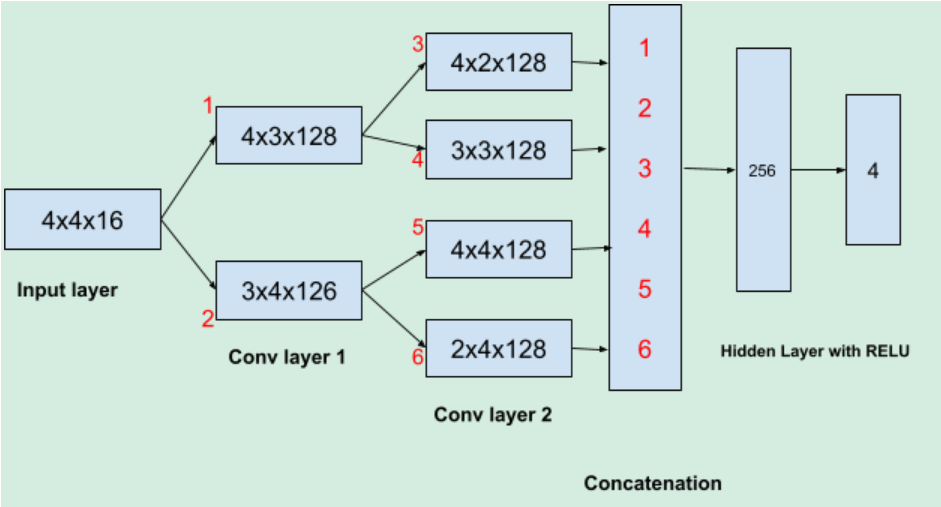 3
4x2x128
1
1
4x3x128
2
4
3x3x128
3
256
4
4x4x16
5
4x4x128
4
Input layer
3x4x126
5
2
Conv layer 1
6
2x4x128
6
Hidden Layer with RELU
Conv layer 2
Concatenation